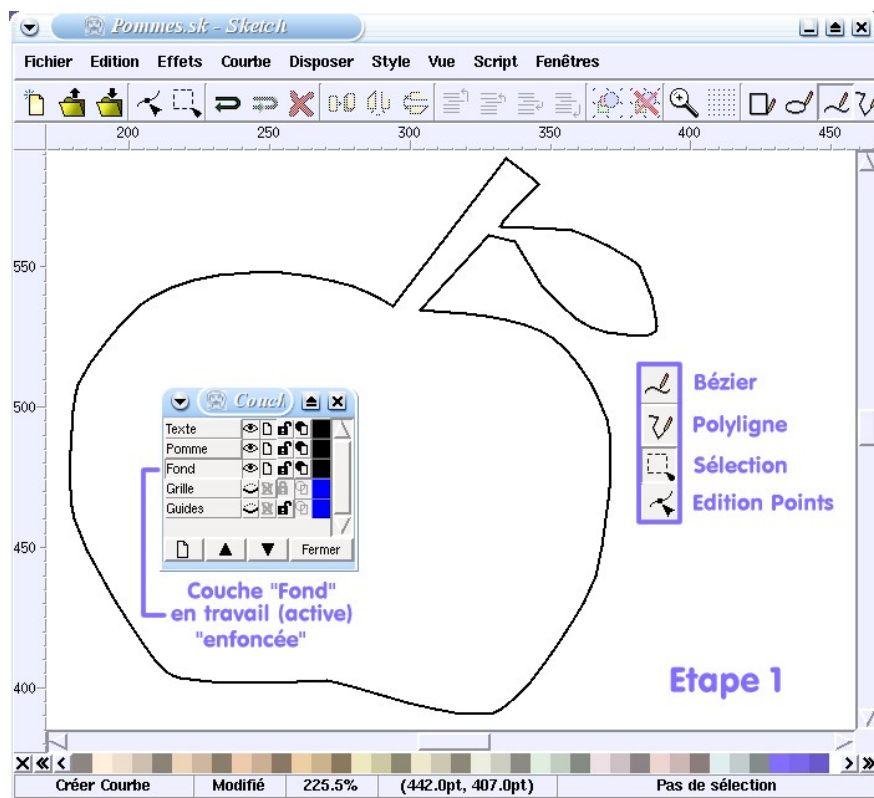 Pommes.sk - Sketch
Fichier Edition Effets Courbe Disposer Style Vue Script Fenêtres
200 250 300 350 400 450
550
500
450
400
Couch
Texte
Pomme
Fond
Grille
Guides
Fermer
Couche "Fond"
en travail (active)
"enfoncée"
Bézier
Polyligne
Sélection
Edition Points
Etape 1
Créer Courbe Modifié 225.5% (442.0pt, 407.0pt) Pas de sélection